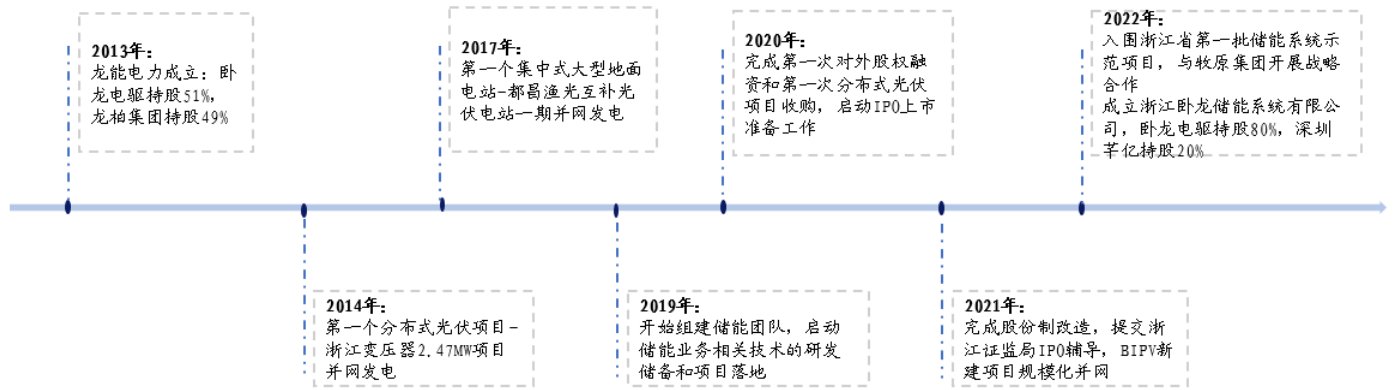 2013年：
龙能电力成立：卧
龙电驱持股51%，
龙柏集团持股49%
2014年：
第一个分布式光伏项目-
浙江变压器2.47MW项目
并网发电
2017年：
第一个集中式大型地面
电站-都昌渔光互补光
伏电站一期并网发电
2019年：
开始组建储能团队，启动
储能业务相关技术的研发
储备和项目落地
2020年：
完成第一次对外股权融
资和第一次分布式光伏
项目收购，启动IPO上市
准备工作
2021年：
完成股份制改造，提交浙
江证监局IPO辅导，BIPV新
建项目规模化并网
2022年：
入围浙江省第一批储能系统示
范项目，与牧原集团开展战略
合作
成立浙江卧龙储能系统有限公
司，卧龙电驱持股80%，深圳
芊亿持股20%